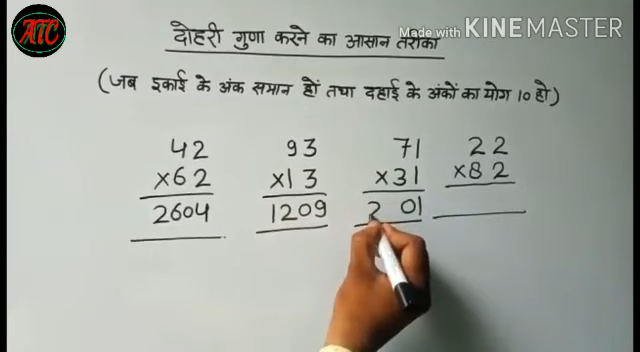 ATC
Made with KINEMASTER
दोहरी गुणा करने का आसान तरीका
(जब इकाई के अंक समान हों तथा दहाई के अंकों का योग 10 हो)
42 93 71 22
×62 ×13 ×31 ×82
2604 1209 2 01